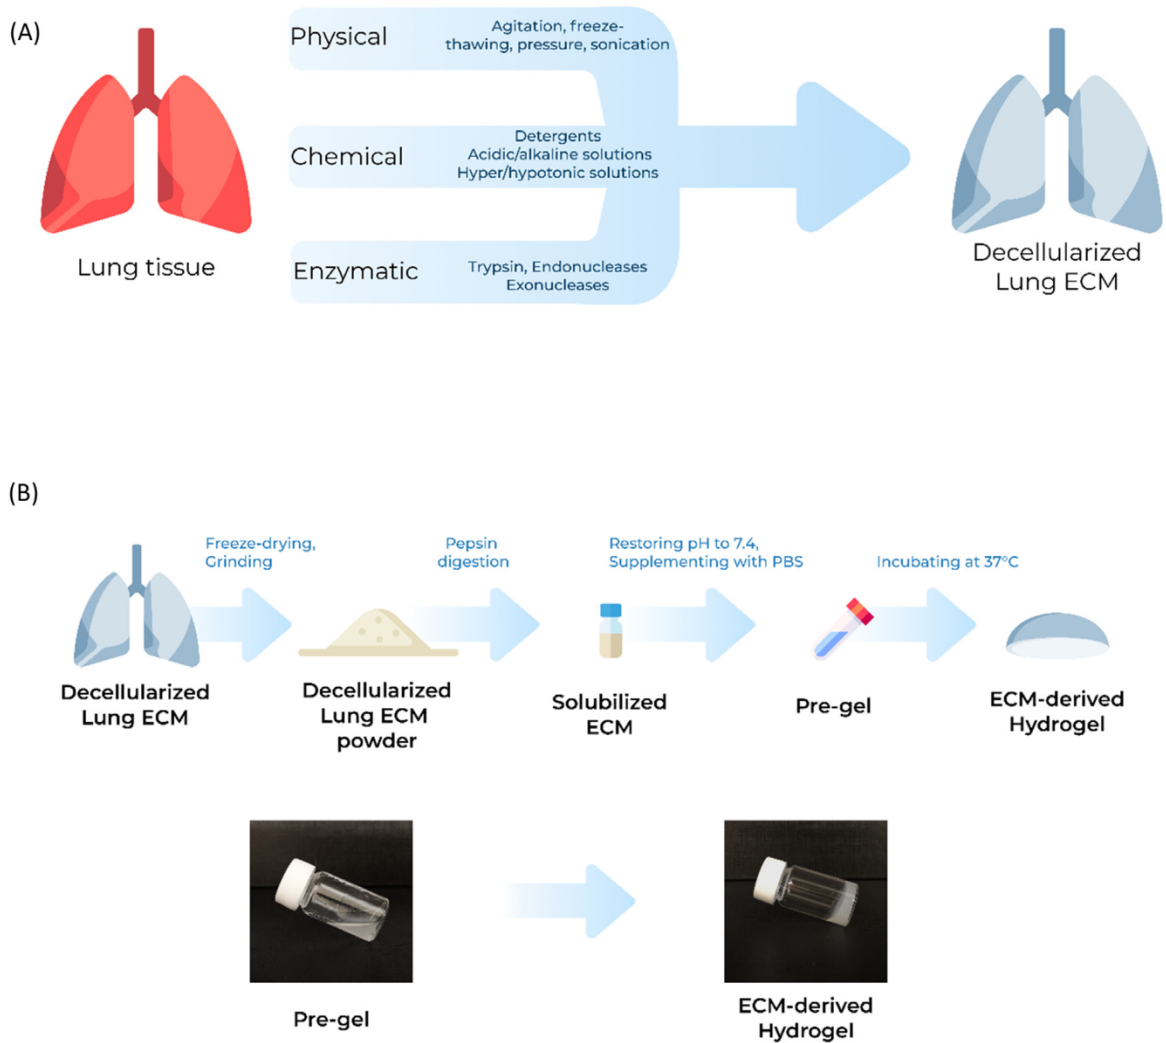 (A)
Physical
Agitation, freeze-
thawing, pressure, sonication
Chemical
Detergents
Acidic/alkaline solutions
Hyper/hypotonic solutions
Enzymatic
Trypsin, Endonucleases
Exonucleases
Lung tissue
Decellularized
Lung ECM
(B)
Freeze-drying,
Grinding
Pepsin
digestion
Restoring pH to 7.4,
Supplementing with PBS
Incubating at 37°C
Decellularized
Lung ECM
Decellularized
Lung ECM
powder
Solubilized
ECM
Pre-gel
ECM-derived
Hydrogel
Pre-gel
ECM-derived
Hydrogel